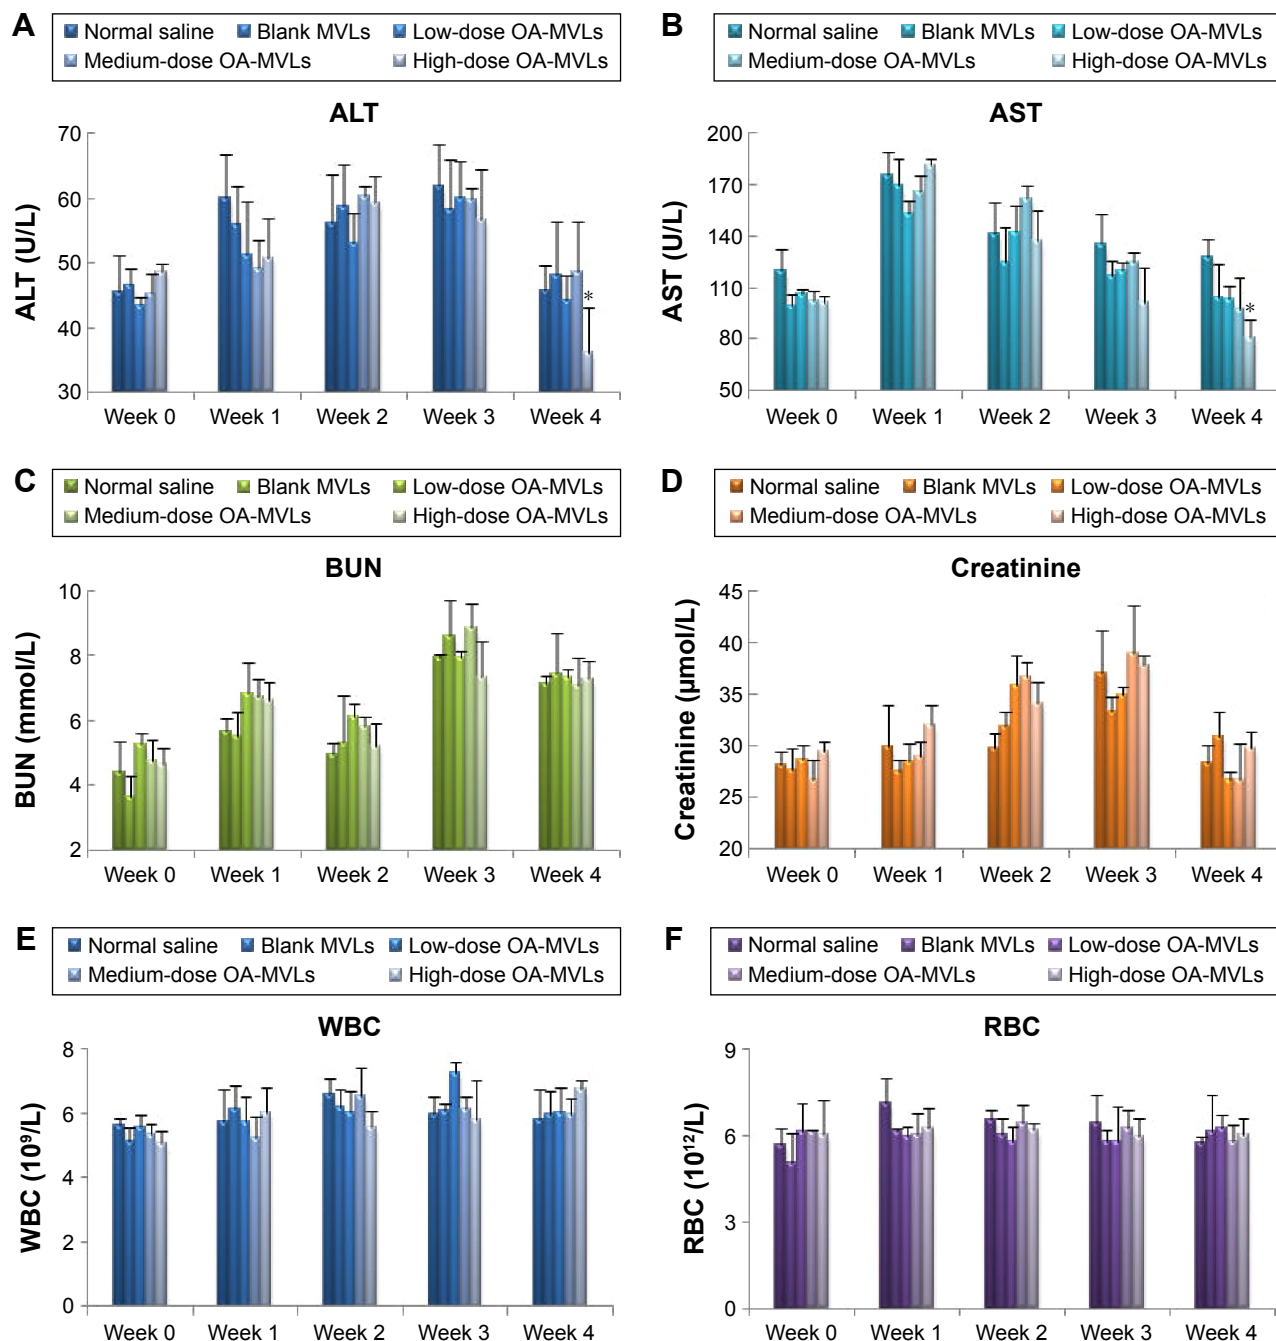 A
Normal saline Blank MVLs Low-dose OA-MVLs
Medium-dose OA-MVLs High-dose OA-MVLs
ALT
ALT (U/L)
70
60
50
40
30
*
Week 0 Week 1 Week 2 Week 3 Week 4
B
Normal saline Blank MVLs Low-dose OA-MVLs
Medium-dose OA-MVLs High-dose OA-MVLs
AST
AST (U/L)
200
170
140
110
80
50
*
Week 0 Week 1 Week 2 Week 3 Week 4
C
Normal saline Blank MVLs Low-dose OA-MVLs
Medium-dose OA-MVLs High-dose OA-MVLs
BUN
BUN (mmol/L)
10
8
6
4
2
Week 0 Week 1 Week 2 Week 3 Week 4
D
Normal saline Blank MVLs Low-dose OA-MVLs
Medium-dose OA-MVLs High-dose OA-MVLs
Creatinine
Creatinine (µmol/L)
45
40
35
30
25
20
Week 0 Week 1 Week 2 Week 3 Week 4
E
Normal saline Blank MVLs Low-dose OA-MVLs
Medium-dose OA-MVLs High-dose OA-MVLs
WBC
WBC (10⁹/L)
8
6
4
2
0
Week 0 Week 1 Week 2 Week 3 Week 4
F
Normal saline Blank MVLs Low-dose OA-MVLs
Medium-dose OA-MVLs High-dose OA-MVLs
RBC
RBC (10¹²/L)
9
6
3
0
Week 0 Week 1 Week 2 Week 3 Week 4